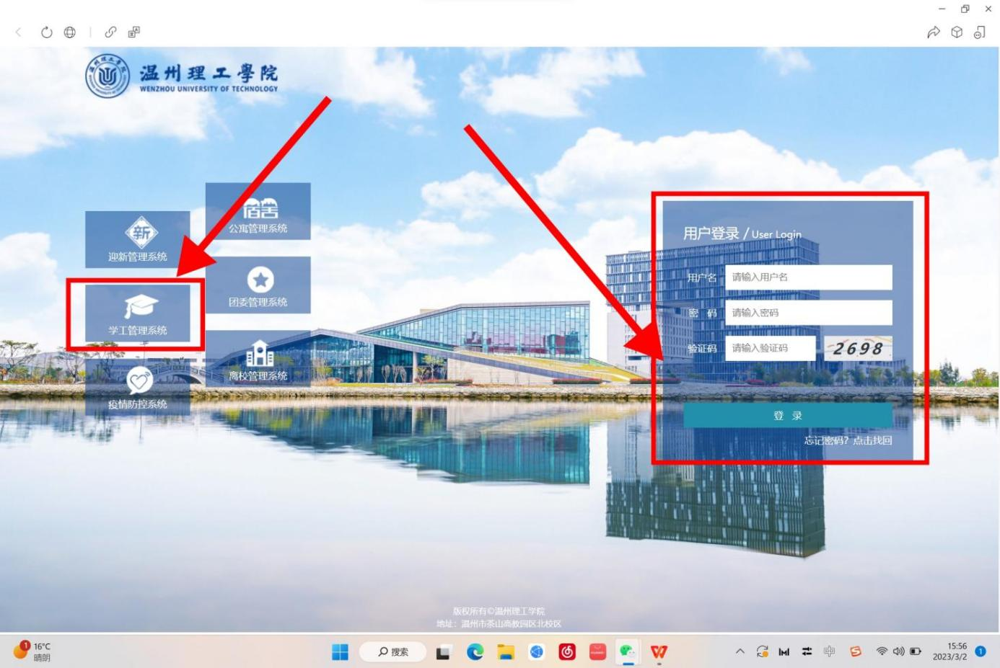 温州理工學院
WENZHOU UNIVERSITY OF TECHNOLOGY
宿舍
公寓管理系统
新
迎新管理系统
团委管理系统
学工管理系统
离校管理系统
疫情防控系统
用户登录 / User Login
用户名 请输入用户名
密 码 请输入密码
验证码 请输入验证码 2698
登 录
忘记密码？点击找回
版权所有©温州理工学院
地址：温州市茶山高教园区北校区
1 16°C
晴朗
搜索
中
15:56
2023/3/2
1